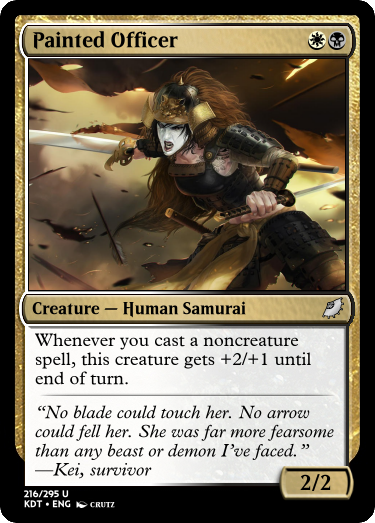 Painted Officer
Creature — Human Samurai
Whenever you cast a noncreature
spell, this creature gets +2/+1 until
end of turn.
“No blade could touch her. No arrow
could fell her. She was far more fearsome
than any beast or demon I’ve faced.”
—Kei, survivor
2/2
216/295 U
KDT • ENG CRUTZ